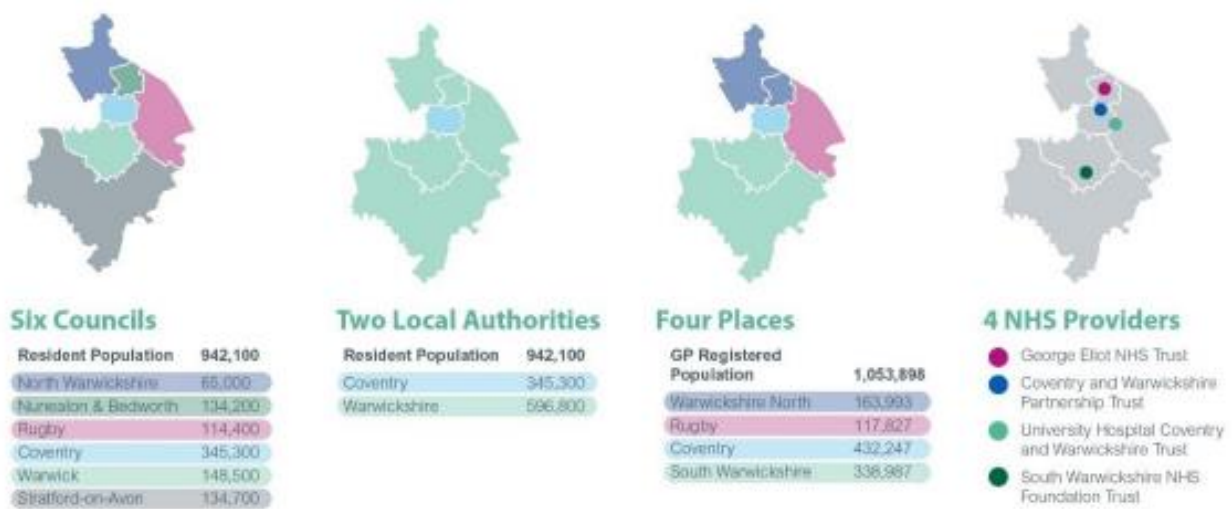 Six Councils
Resident Population 942,100
North Warwickshire 65,000
Nuneaton & Bedworth 134,200
Rugby 114,400
Coventry 345,300
Warwick 148,500
Stratford-on-Avon 134,700
Two Local Authorities
Resident Population 942,100
Coventry 345,300
Warwickshire 596,800
Four Places
GP Registered
Population 1,053,898
Warwickshire North 163,993
Rugby 117,827
Coventry 432,247
South Warwickshire 338,987
4 NHS Providers
George Eliot NHS Trust
Coventry and Warwickshire
Partnership Trust
University Hospital Coventry
and Warwickshire Trust
South Warwickshire NHS
Foundation Trust